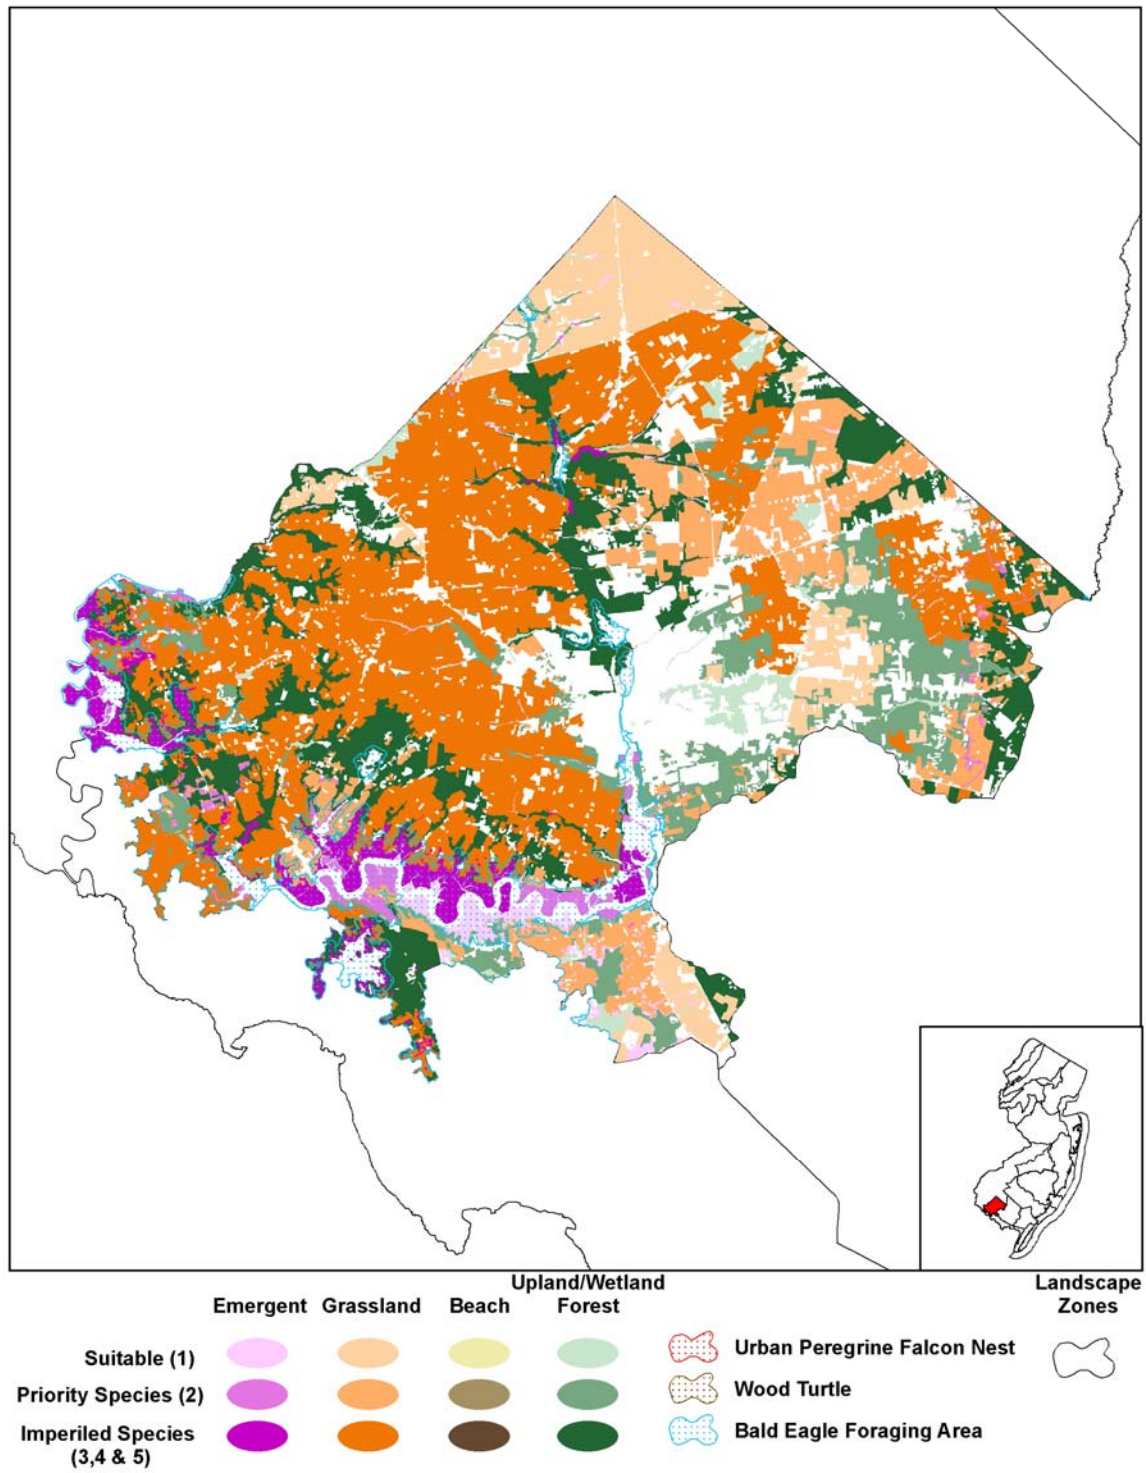 Upland/Wetland
Landscape
Emergent Grassland Beach Forest Zones
Suitable (1)
Urban Peregrine Falcon Nest
Priority Species (2)
Wood Turtle
Imperiled Species
(3,4 & 5)
Bald Eagle Foraging Area